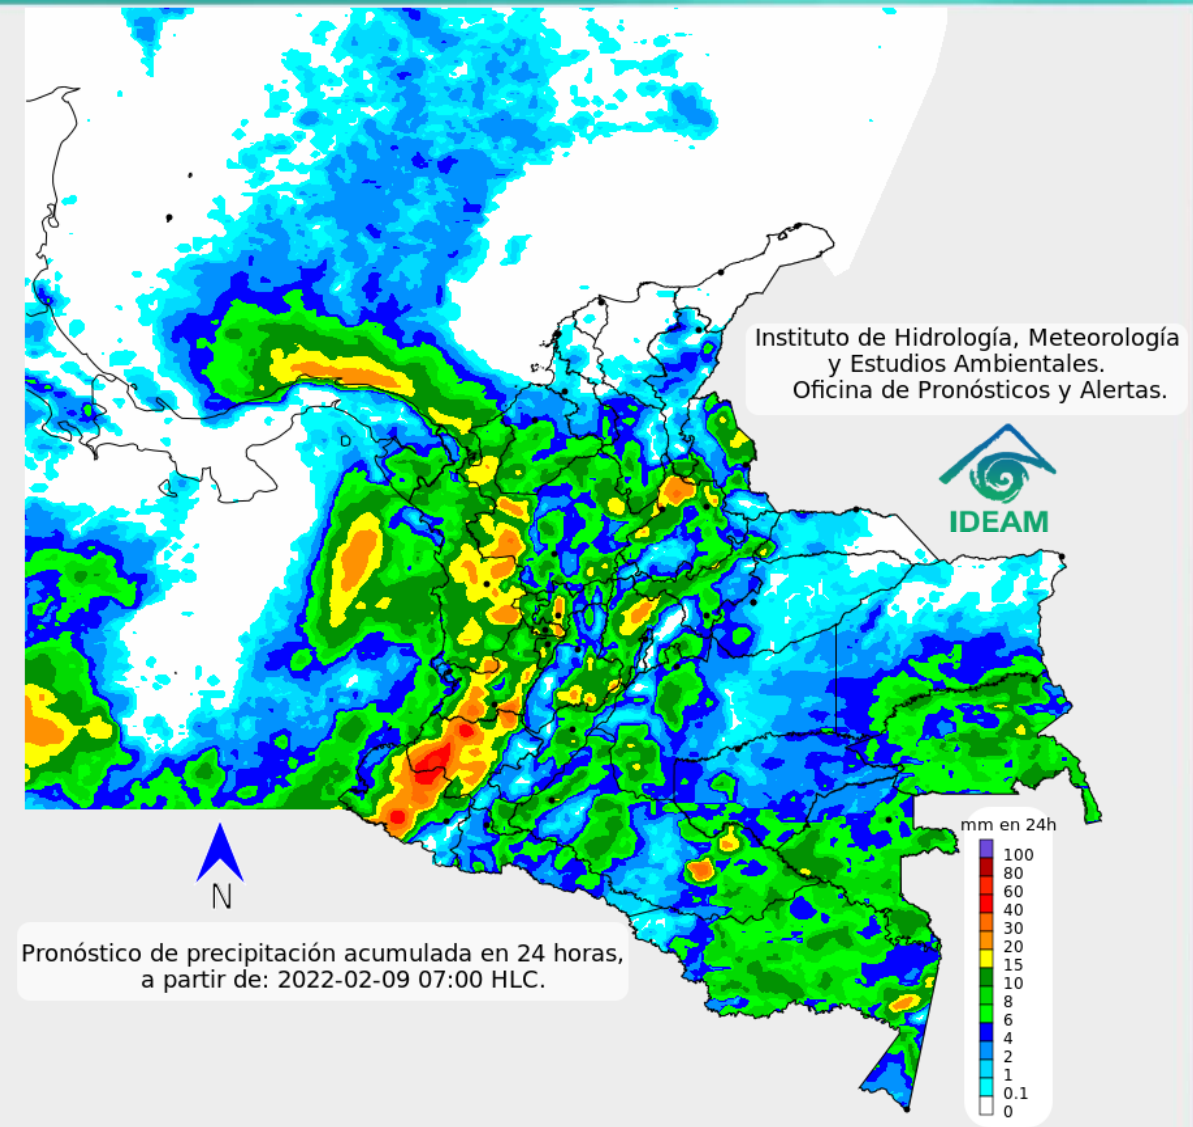 Instituto de Hidrología, Meteorología
y Estudios Ambientales.
Oficina de Pronósticos y Alertas.
IDEAM
mm en 24h
100
80
60
40
30
20
15
10
8
6
4
2
1
0.1
0
N
Pronóstico de precipitación acumulada en 24 horas,
a partir de: 2022-02-09 07:00 HLC.